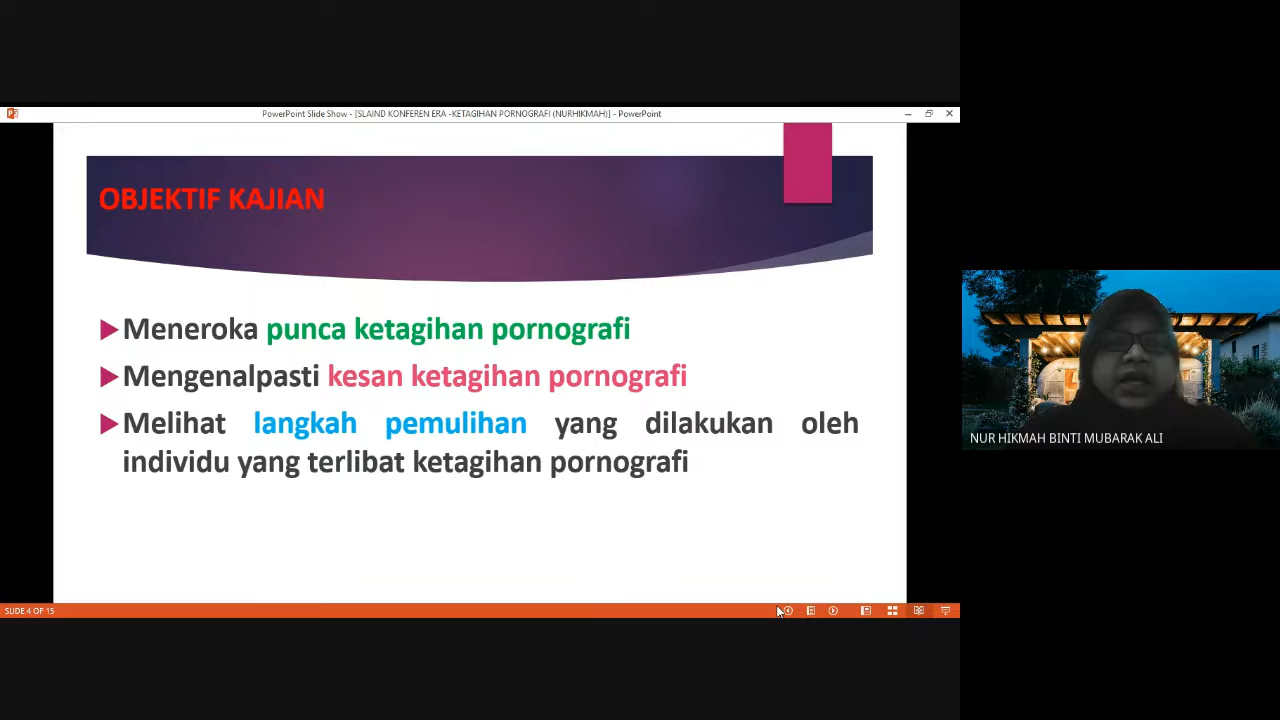 PowerPoint Slide Show - [SLAIND KONFEREN ERA -KETAGIHAN PORNOGRAFI (NURHIKMAH)] - PowerPoint
OBJEKTIF KAJIAN
Meneroka punca ketagihan pornografi
Mengenalpasti kesan ketagihan pornografi
Melihat langkah pemulihan yang dilakukan oleh
individu yang terlibat ketagihan pornografi
NUR HIKMAH BINTI MUBARAK ALI
SLIDE 4 OF 15